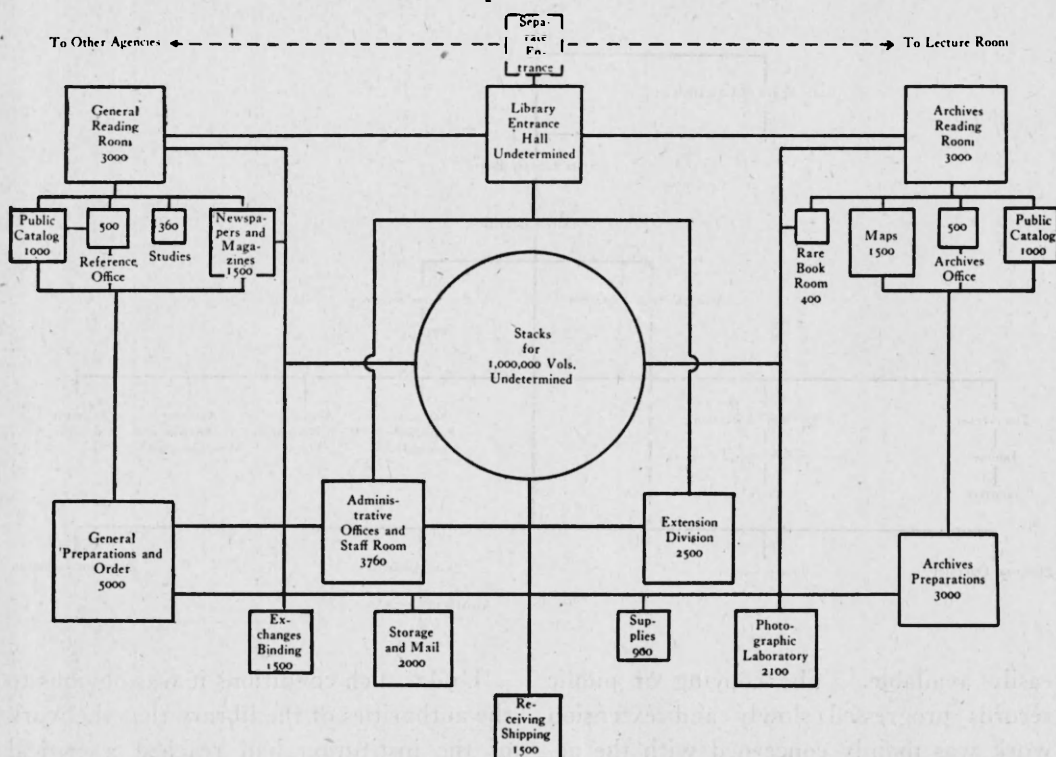 Sepa-
rate
En-
trance
To Other Agencies
To Lecture Room
General
Reading
Room
3000
Library
Entrance
Hall
Undetermined
Archives
Reading
Room
3000
Public
Catalog
1000
500
Reference
Office
360
Studies
Newspa-
pers and
Maga-
zines
1500
Rare
Book
Room
400
Maps
1500
500
Archives
Office
Public
Catalog
1000
Stacks
for
1,000,000 Vols.
Undetermined
General
Preparations and
Order
5000
Adminis-
trative
Offices and
Staff Room
3760
Extension
Division
2500
Archives
Preparations
3000
Ex-
changes
Binding
1500
Storage
and Mail
2000
Sup-
plies
900
Photo-
graphic
Laboratory
2100
Re-
ceiving
Shipping
1500